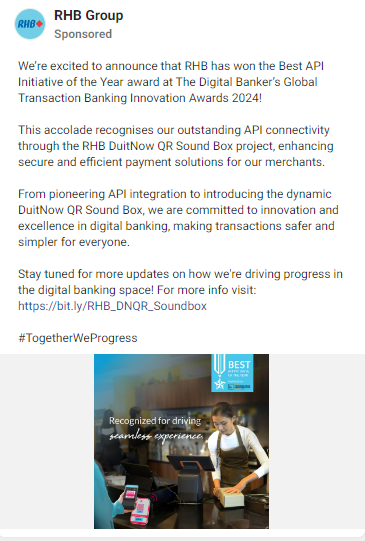 RHB
RHB Group
Sponsored
We're excited to announce that RHB has won the Best API
Initiative of the Year award at The Digital Banker's Global
Transaction Banking Innovation Awards 2024!
This accolade recognises our outstanding API connectivity
through the RHB DuitNow QR Sound Box project, enhancing
secure and efficient payment solutions for our merchants.
From pioneering API integration to introducing the dynamic
DuitNow QR Sound Box, we are committed to innovation and
excellence in digital banking, making transactions safer and
simpler for everyone.
Stay tuned for more updates on how we're driving progress in
the digital banking space! For more info visit:
https://bit.ly/RHB_DNQR_Soundbox
#TogetherWeProgress
BEST
Recognized for driving
seamless experience.